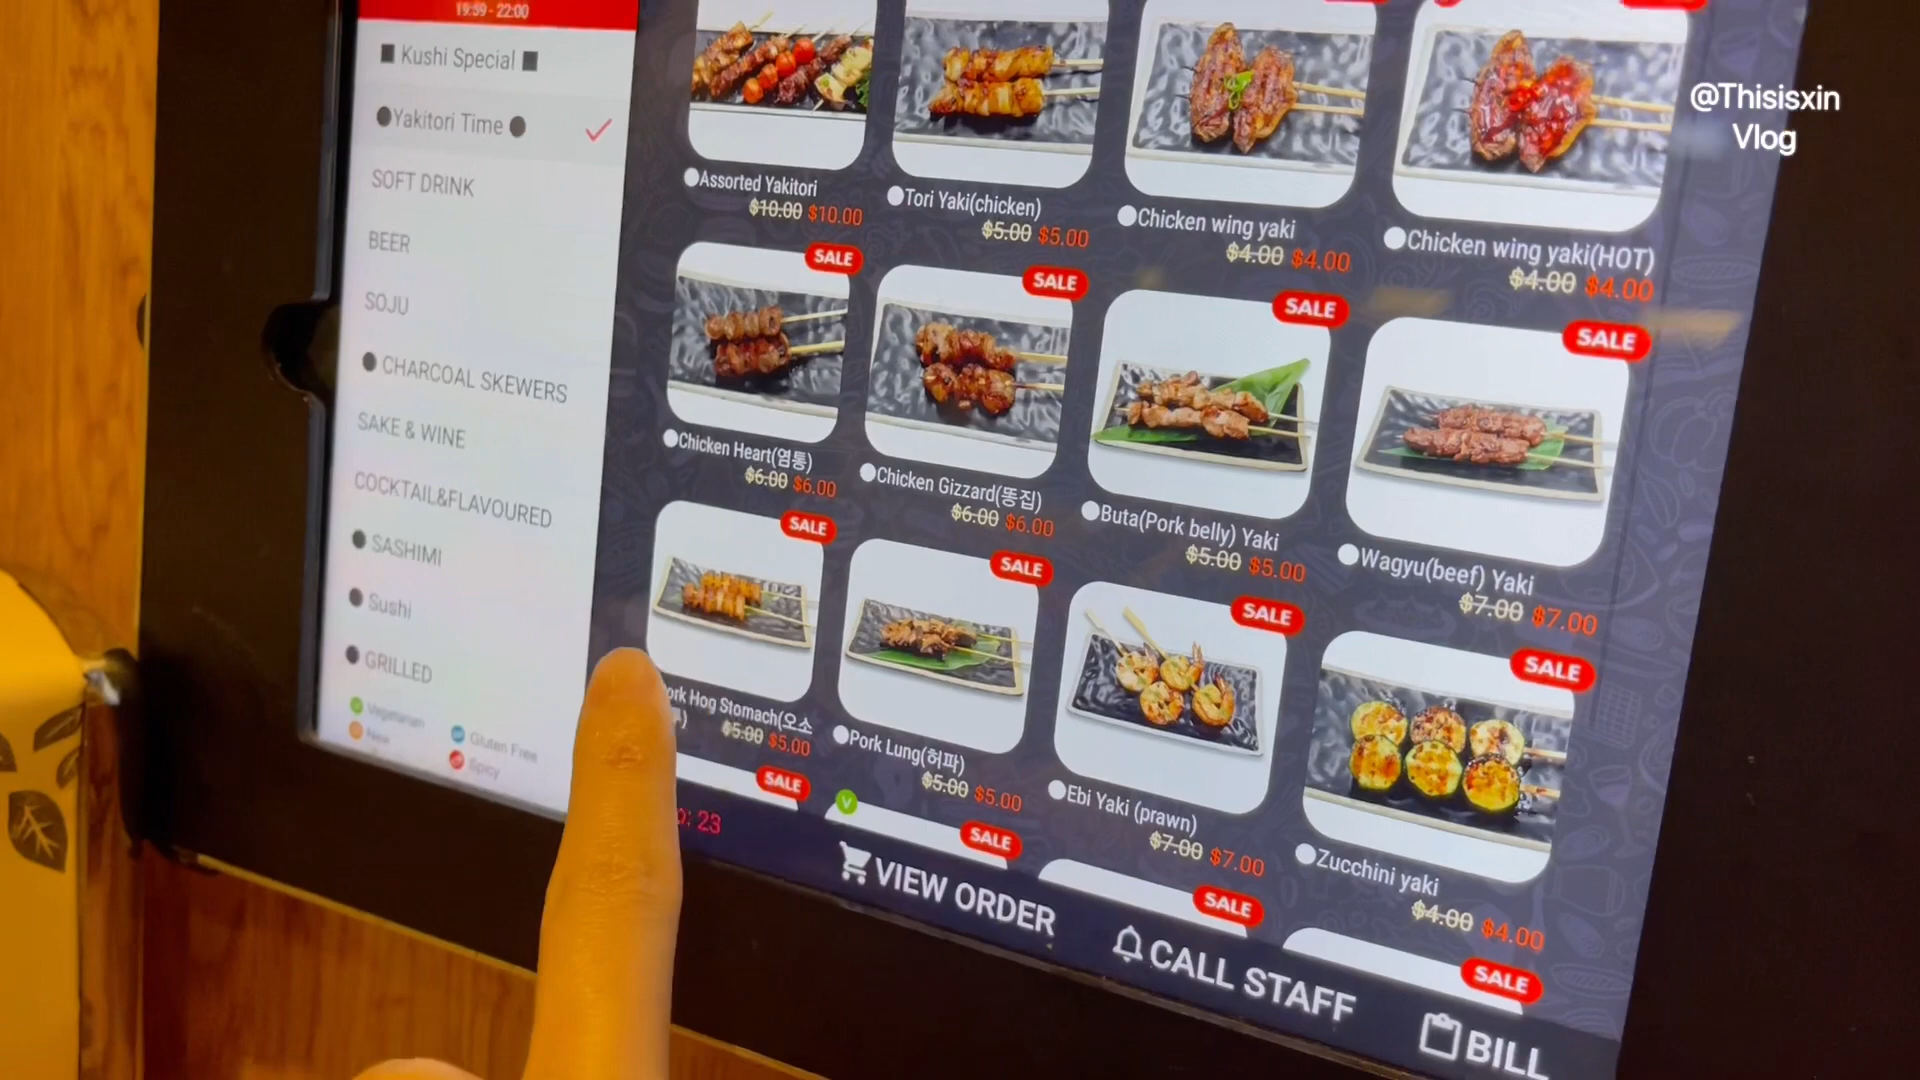 19:59 - 22:00
■ Kushi Special ■
●Yakitori Time ●
SOFT DRINK
BEER
SOJU
● CHARCOAL SKEWERS
SAKE & WINE
COCKTAIL&FLAVOURED
● SASHIMI
● Sushi
● GRILLED
Vegetarian
Gluten Free
New
Spicy
@Thisisxin
Vlog
Assorted Yakitori
$10.00 $10.00
Tori Yaki(chicken)
$5.00 $5.00
Chicken wing yaki
$4.00 $4.00
Chicken wing yaki(HOT)
$4.00 $4.00
SALE
SALE
SALE
SALE
Chicken Heart(염통)
$6.00 $6.00
Chicken Gizzard(똥집)
$6.00 $6.00
Buta(Pork belly) Yaki
$5.00 $5.00
Wagyu(beef) Yaki
$7.00 $7.00
SALE
SALE
SALE
SALE
Hog Stomach(오소
$5.00 $5.00
Pork Lung(허파)
$5.00 $5.00
Ebi Yaki (prawn)
$7.00 $7.00
Zucchini yaki
$4.00 $4.00
SALE
V
SALE
SALE
SALE
: 23
VIEW ORDER
CALL STAFF
BILL